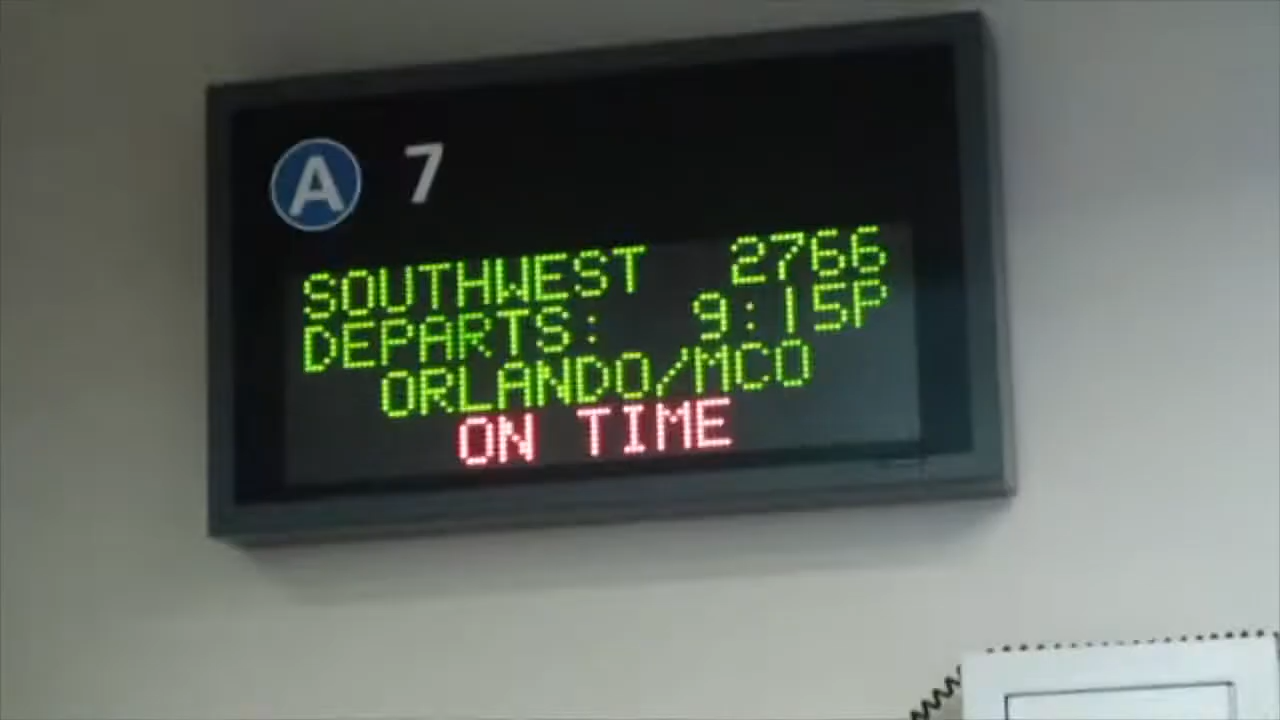 A 7
SOUTHWEST 2766
DEPARTS: 9:15P
ORLANDO/MCO
ON TIME